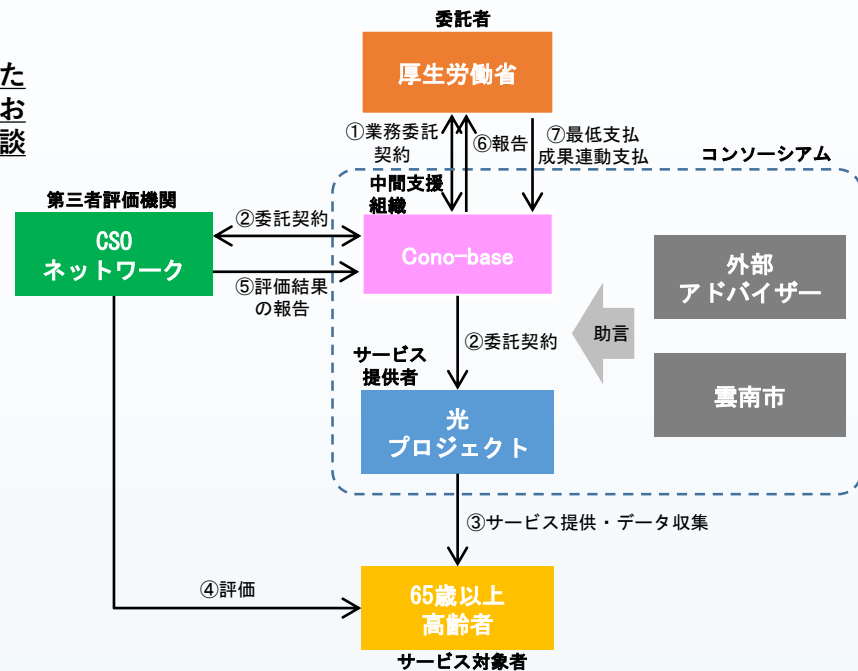 委託者
厚生労働省
た
お
談
①業務委託
契約
⑥報告
⑦最低支払
成果連動支払
コンソーシアム
中間支援
組織
第三者評価機関
CSO
ネットワーク
②委託契約
⑤評価結果
の報告
Cono-base
外部
アドバイザー
助言
②委託契約
サービス
提供者
雲南市
光
プロジェクト
③サービス提供・データ収集
④評価
65歳以上
高齢者
サービス対象者